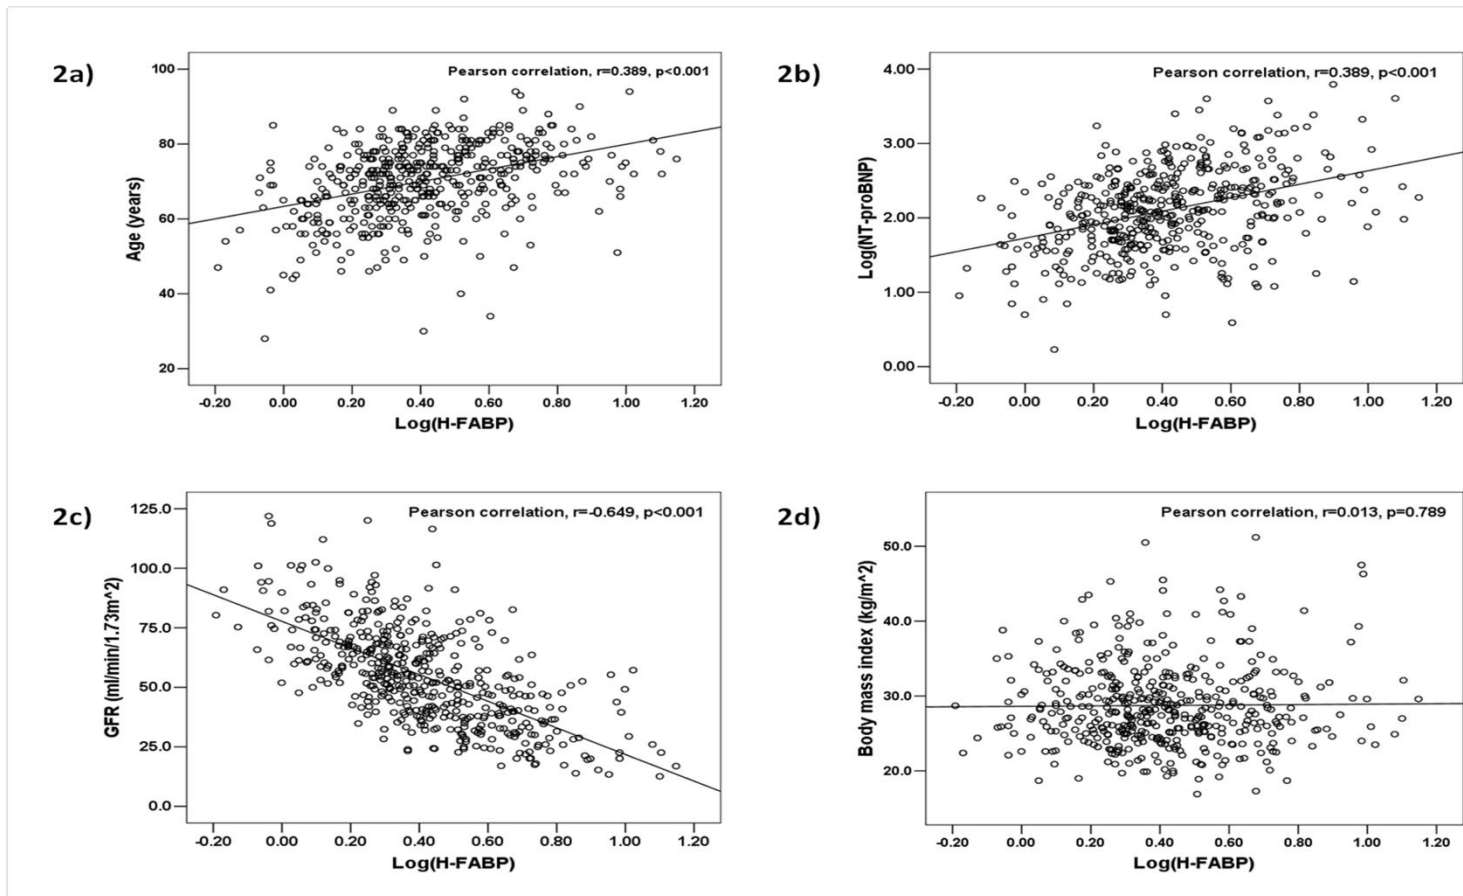 2a)
Pearson correlation, r=0.389, p<0.001
100
80
60
40
20
Age (years)
-0.20 0.00 0.20 0.40 0.60 0.80 1.00 1.20
Log(H-FABP)
2b)
Pearson correlation, r=0.389, p<0.001
4.00
3.00
2.00
1.00
0.00
Log(NT-proBNP)
-0.20 0.00 0.20 0.40 0.60 0.80 1.00 1.20
Log(H-FABP)
2c)
Pearson correlation, r=-0.649, p<0.001
125.0
100.0
75.0
50.0
25.0
0.0
GFR (ml/min/1.73m^2)
-0.20 0.00 0.20 0.40 0.60 0.80 1.00 1.20
Log(H-FABP)
2d)
Pearson correlation, r=0.013, p=0.789
50.0
40.0
30.0
20.0
Body mass index (kg/m^2)
-0.20 0.00 0.20 0.40 0.60 0.80 1.00 1.20
Log(H-FABP)